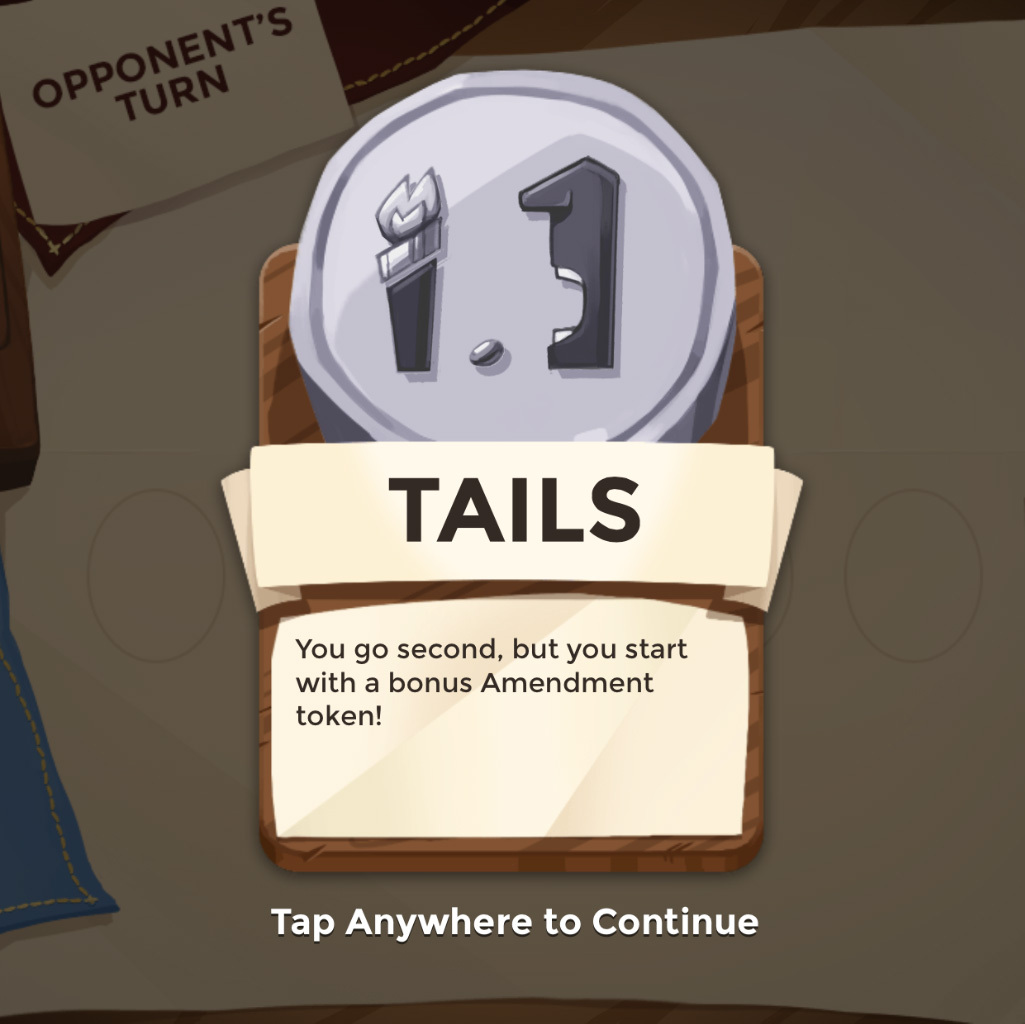 OPPONENT'S
TURN
TAILS
You go second, but you start
with a bonus Amendment
token!
Tap Anywhere to Continue